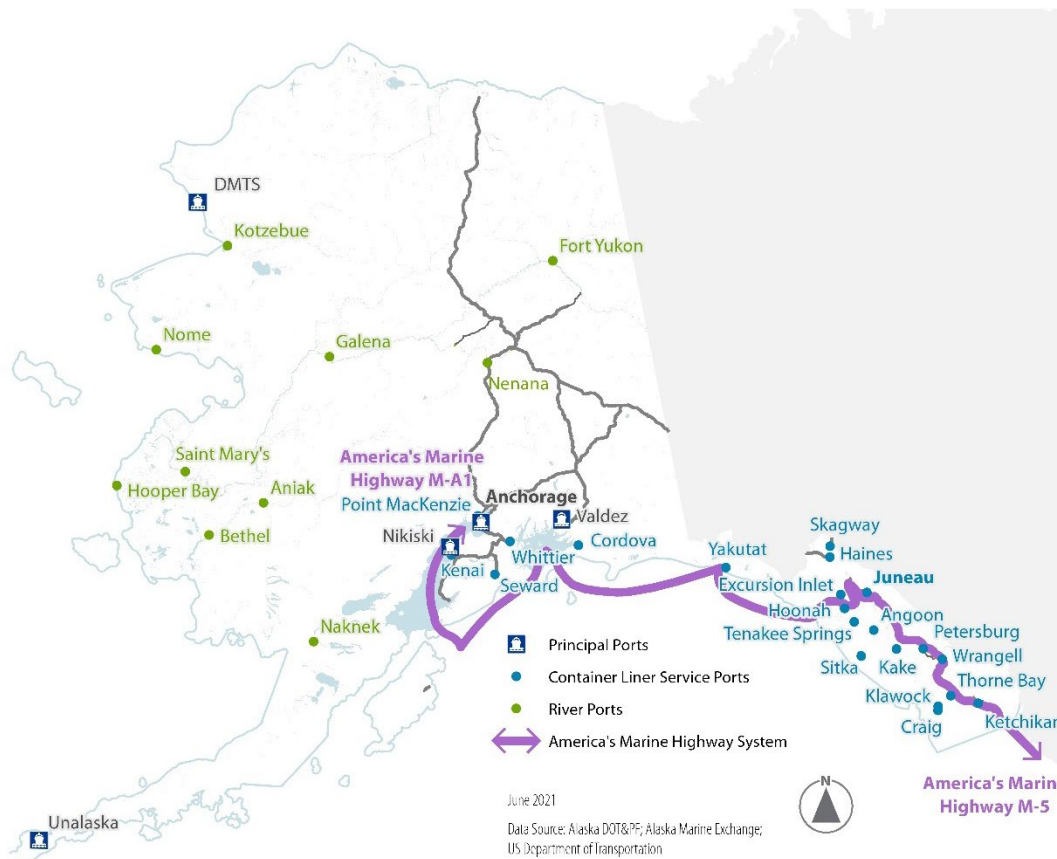 DMTS
Kotzebue
Fort Yukon
Nome
Galena
Nenana
Saint Mary's
Hooper Bay
Aniak
Bethel
America's Marine
Highway M-A1
Point MacKenzie
Anchorage
Valdez
Nikiski
Cordova
Whittier
Kenai
Seward
Yakutat
Skagway
Haines
Excursion Inlet
Juneau
Hoonah
Angoon
Tenakee Springs
Petersburg
Sitka
Kake
Wrangell
Thorne Bay
Klawock
Craig
Ketchikan
Naknek
Principal Ports
Container Liner Service Ports
River Ports
America's Marine Highway System
America's Marin
Highway M-5
N
June 2021
Data Source: Alaska DOT&PF; Alaska Marine Exchange;
US Department of Transportation
Unalaska